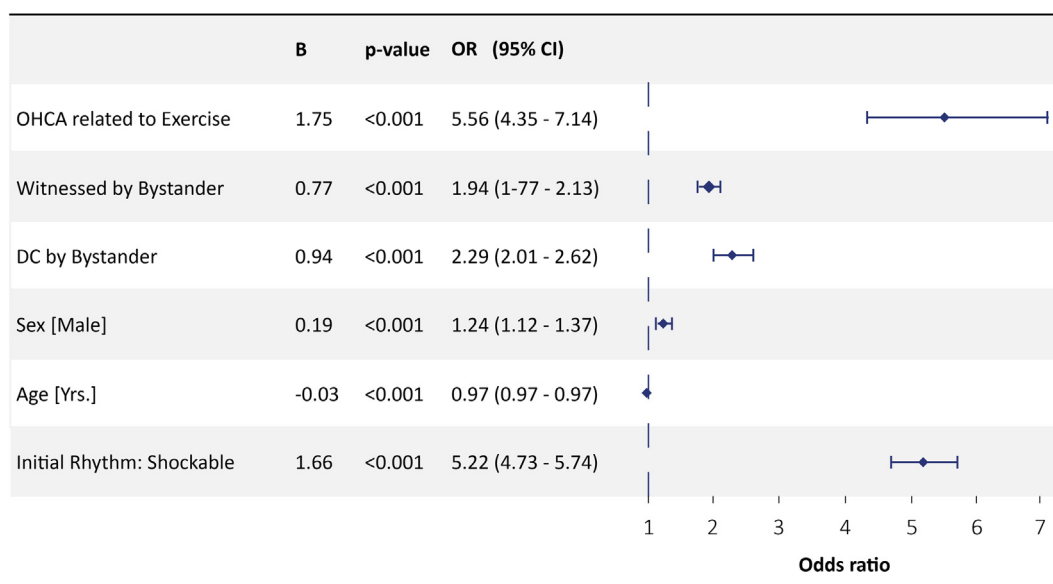 B p-value OR (95% CI)
OHCA related to Exercise 1.75 <0.001 5.56 (4.35 - 7.14)
Witnessed by Bystander 0.77 <0.001 1.94 (1-77 - 2.13)
DC by Bystander 0.94 <0.001 2.29 (2.01 - 2.62)
Sex [Male] 0.19 <0.001 1.24 (1.12 - 1.37)
Age [Yrs.] -0.03 <0.001 0.97 (0.97 - 0.97)
Initial Rhythm: Shockable 1.66 <0.001 5.22 (4.73 - 5.74)
1 2 3 4 5 6 7
Odds ratio